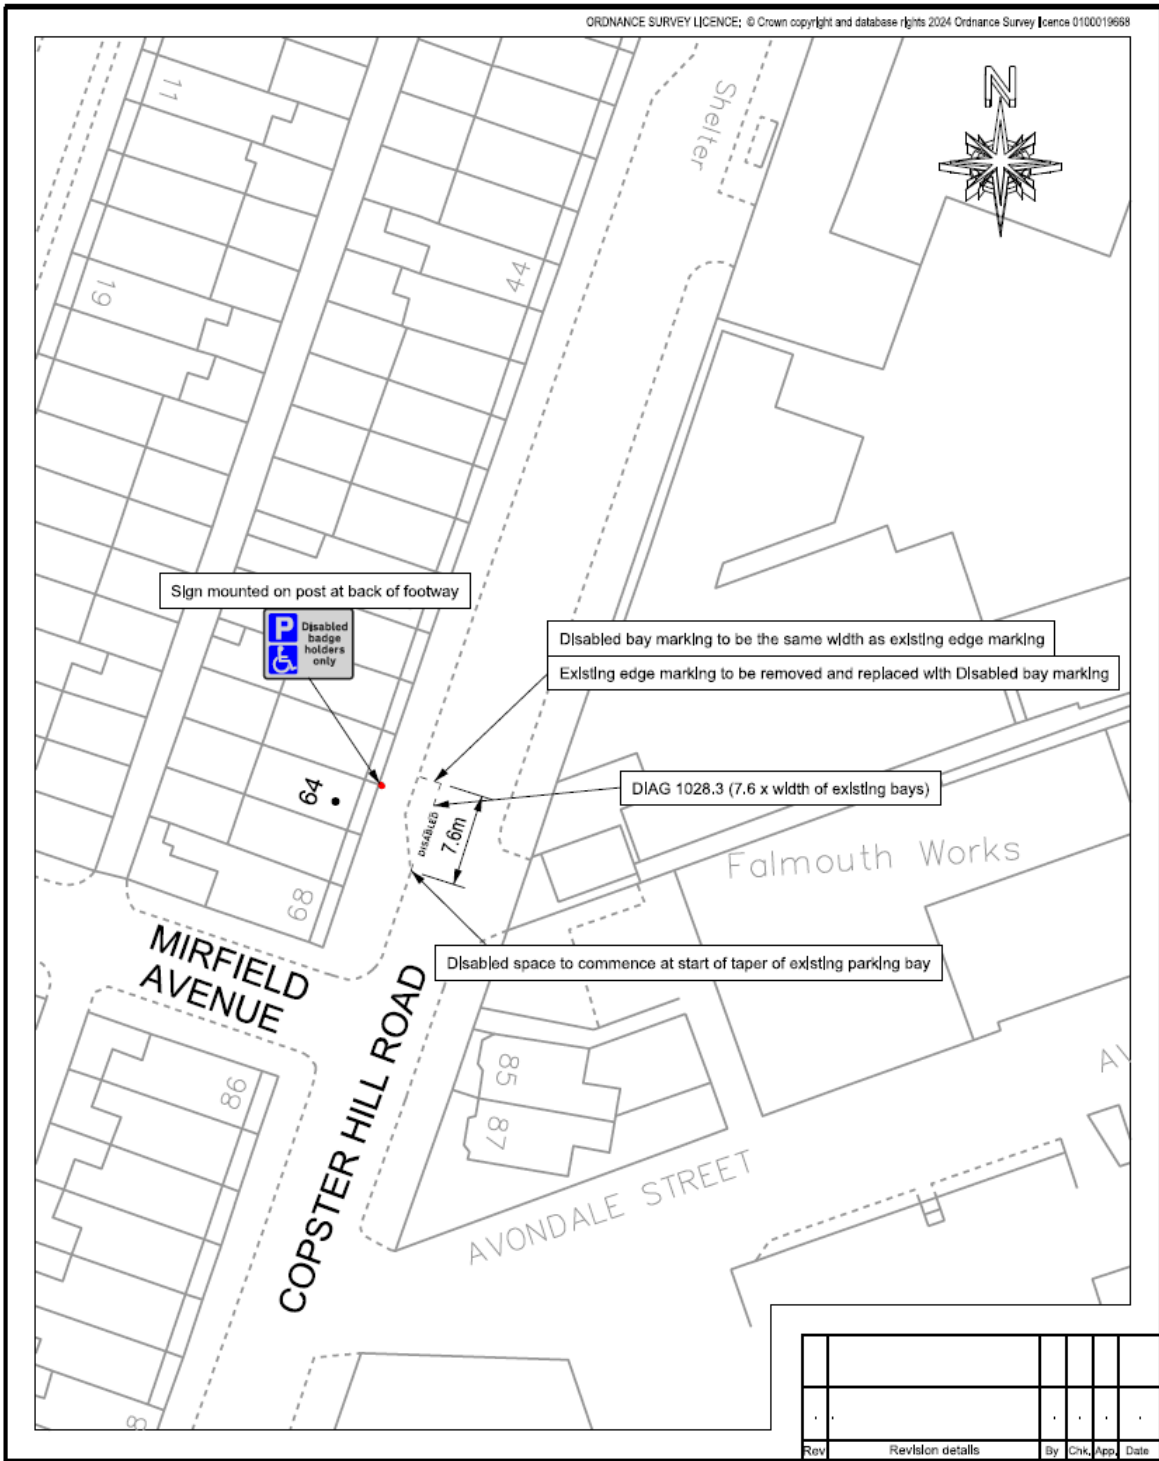 ORDNANCE SURVEY LICENCE: © Crown copyright and database rights 2024 Ordnance Survey licence 0100019668
N
Shelter
11
19
44
Sign mounted on post at back of footway
P Disabled
badge
holders
only
Disabled bay marking to be the same width as existing edge marking
Existing edge marking to be removed and replaced with Disabled bay marking
64
DIAG 1028.3 (7.6 x width of existing bays)
DISABLED
7.6m
Falmouth Works
68
Disabled space to commence at start of taper of existing parking bay
MIRFIELD
AVENUE
COPSTER HILL ROAD
85
87
86
AV
AVONDALE STREET
8
Rev
Revision details
By
Chk.
App.
Date